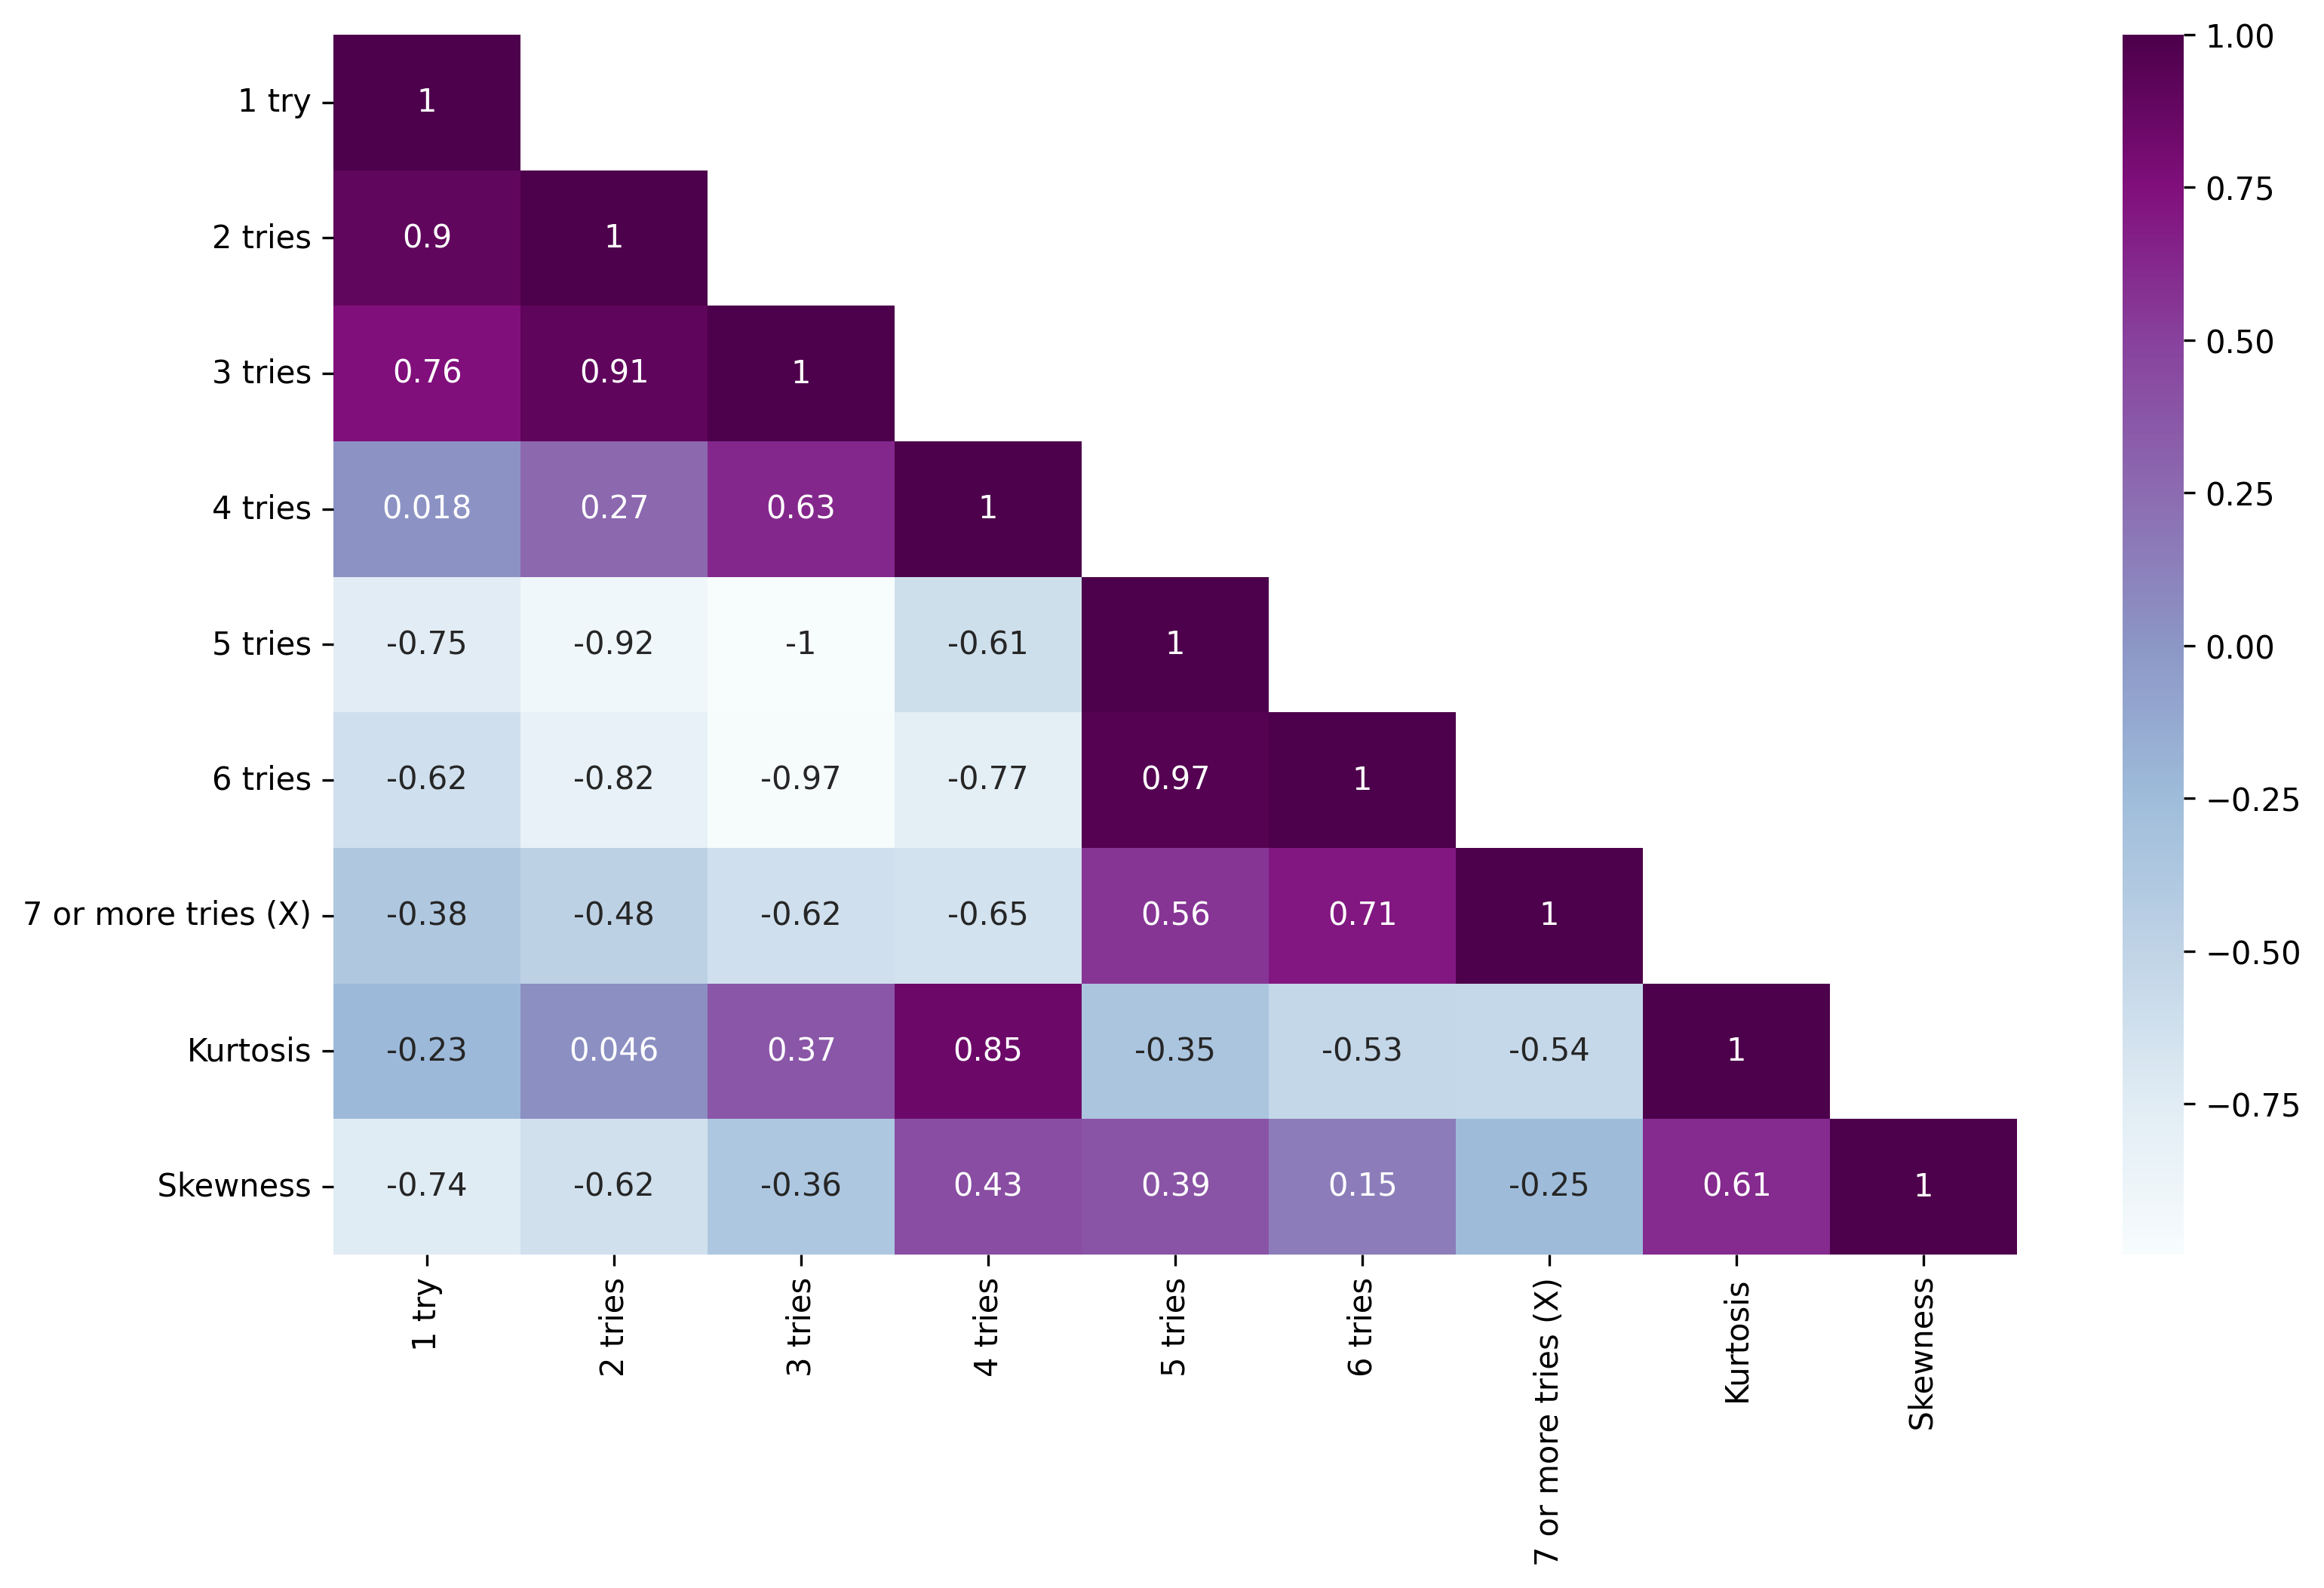 1 try 1
2 tries 0.9 1
3 tries 0.76 0.91 1
4 tries 0.018 0.27 0.63 1
5 tries -0.75 -0.92 -1 -0.61 1
6 tries -0.62 -0.82 -0.97 -0.77 0.97 1
7 or more tries (X) -0.38 -0.48 -0.62 -0.65 0.56 0.71 1
Kurtosis -0.23 0.046 0.37 0.85 -0.35 -0.53 -0.54 1
Skewness -0.74 -0.62 -0.36 0.43 0.39 0.15 -0.25 0.61 1
1 try
2 tries
3 tries
4 tries
5 tries
6 tries
7 or more tries (X)
Kurtosis
Skewness
1.00
0.75
0.50
0.25
0.00
−0.25
−0.50
−0.75